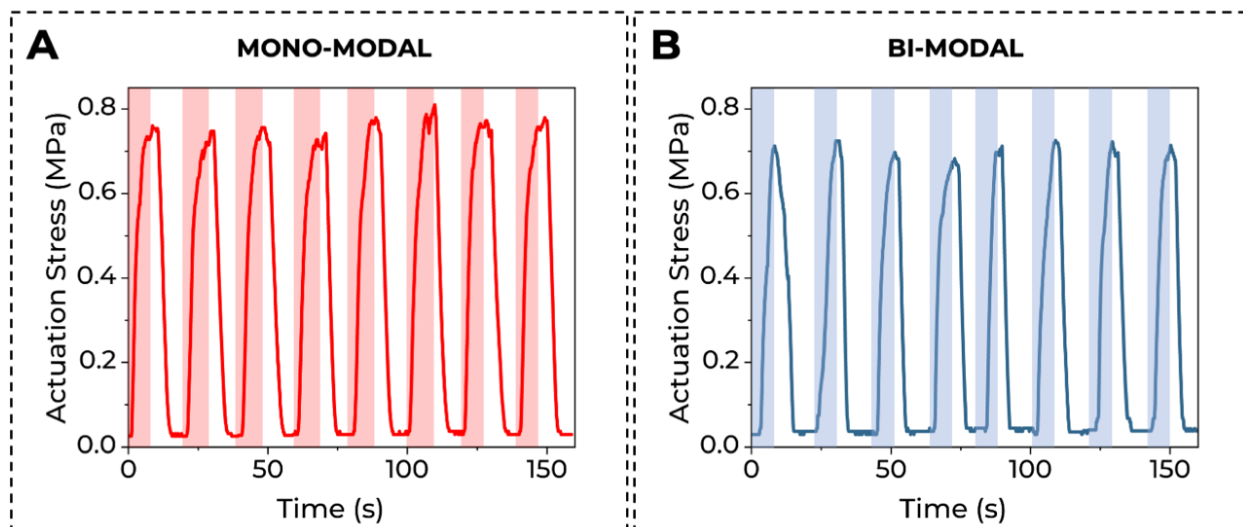 A
MONO-MODAL
Actuation Stress (MPa)
0.8
0.6
0.4
0.2
0.0
0
50
100
150
Time (s)
B
BI-MODAL
Actuation Stress (MPa)
0.8
0.6
0.4
0.2
0.0
0
50
100
150
Time (s)